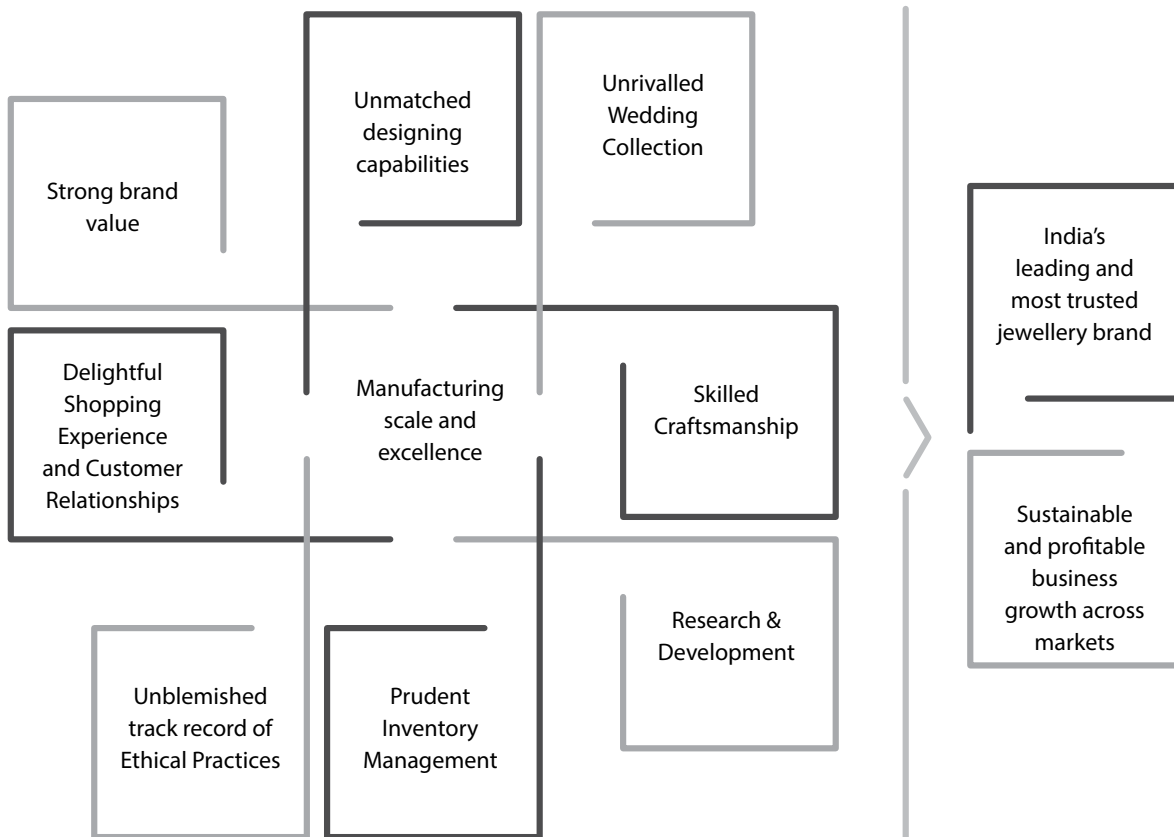 Unmatched
designing
capabilities
Unrivalled
Wedding
Collection
Strong brand
value
Delightful
Shopping
Experience
and Customer
Relationships
Manufacturing
scale and
excellence
Skilled
Craftsmanship
Unblemished
track record of
Ethical Practices
Prudent
Inventory
Management
Research &
Development
India’s
leading and
most trusted
jewellery brand
Sustainable
and profitable
business
growth across
markets